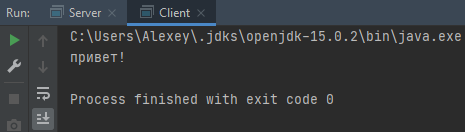 Run: Server × Client ×
C:\Users\Alexey\.jdks\openjdk-15.0.2\bin\java.exe
привет!
Process finished with exit code 0